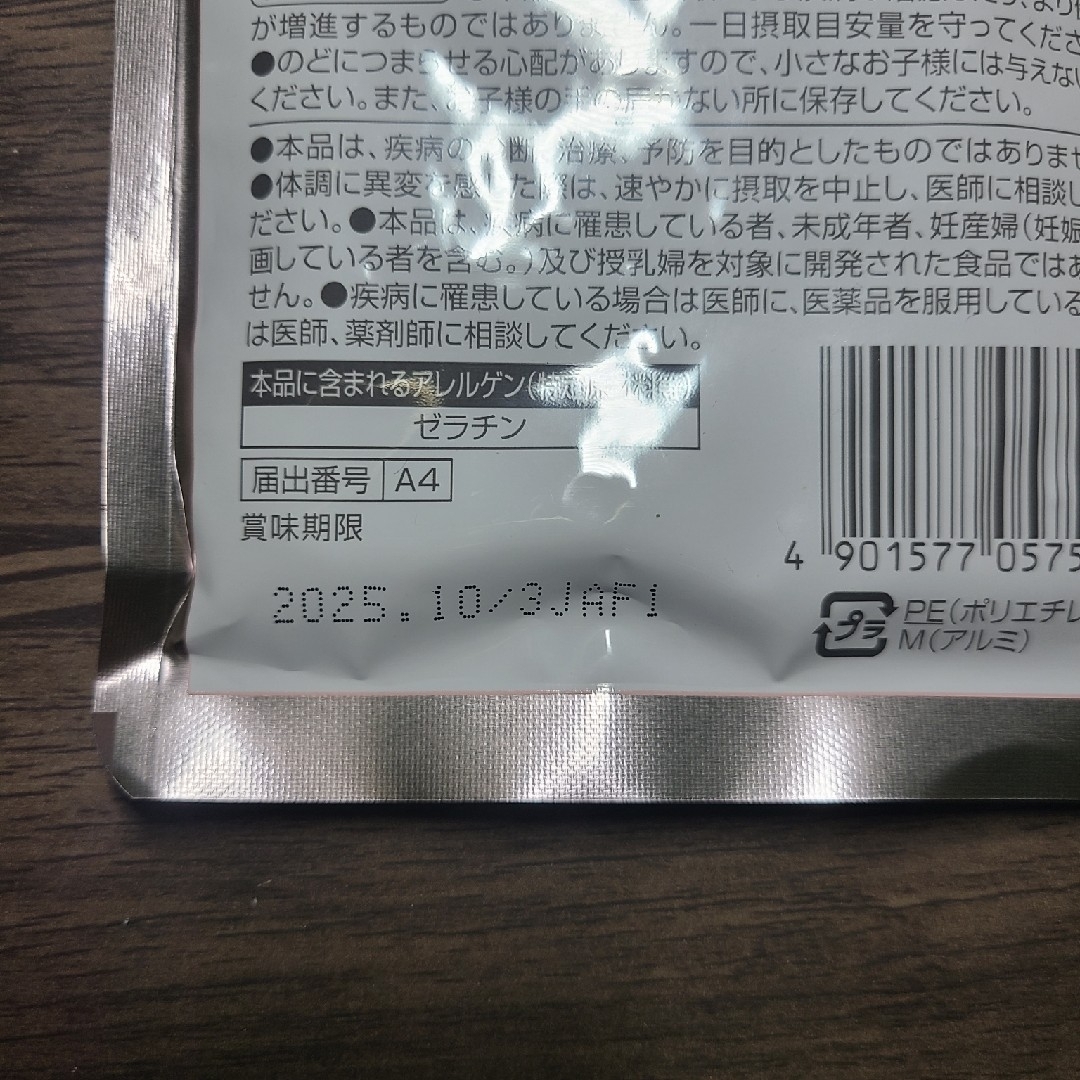 が増進するものではありません。一日摂取目安量を守ってくださ
●のどにつまらせる心配がありますので、小さなお子様には与えない
ください。また、お子様の手の届かない所に保存してください。
●本品は、疾病の診断、治療、予防を目的としたものではありませ
●体調に異変を感じた際は、速やかに摂取を中止し、医師に相談し
ださい。●本品は、疾病に罹患している者、未成年者、妊産婦(妊娠
画している者を含む。)及び授乳婦を対象に開発された食品ではあ
せん。●疾病に罹患している場合は医師に、医薬品を服用している
は医師、薬剤師に相談してください。
本品に含まれるアレルゲン(特定原材料等)
ゼラチン
届出番号 A4
賞味期限
2025.10/3JAF1
4 901577 0575
プラ
PE(ポリエチレ
M(アルミ)